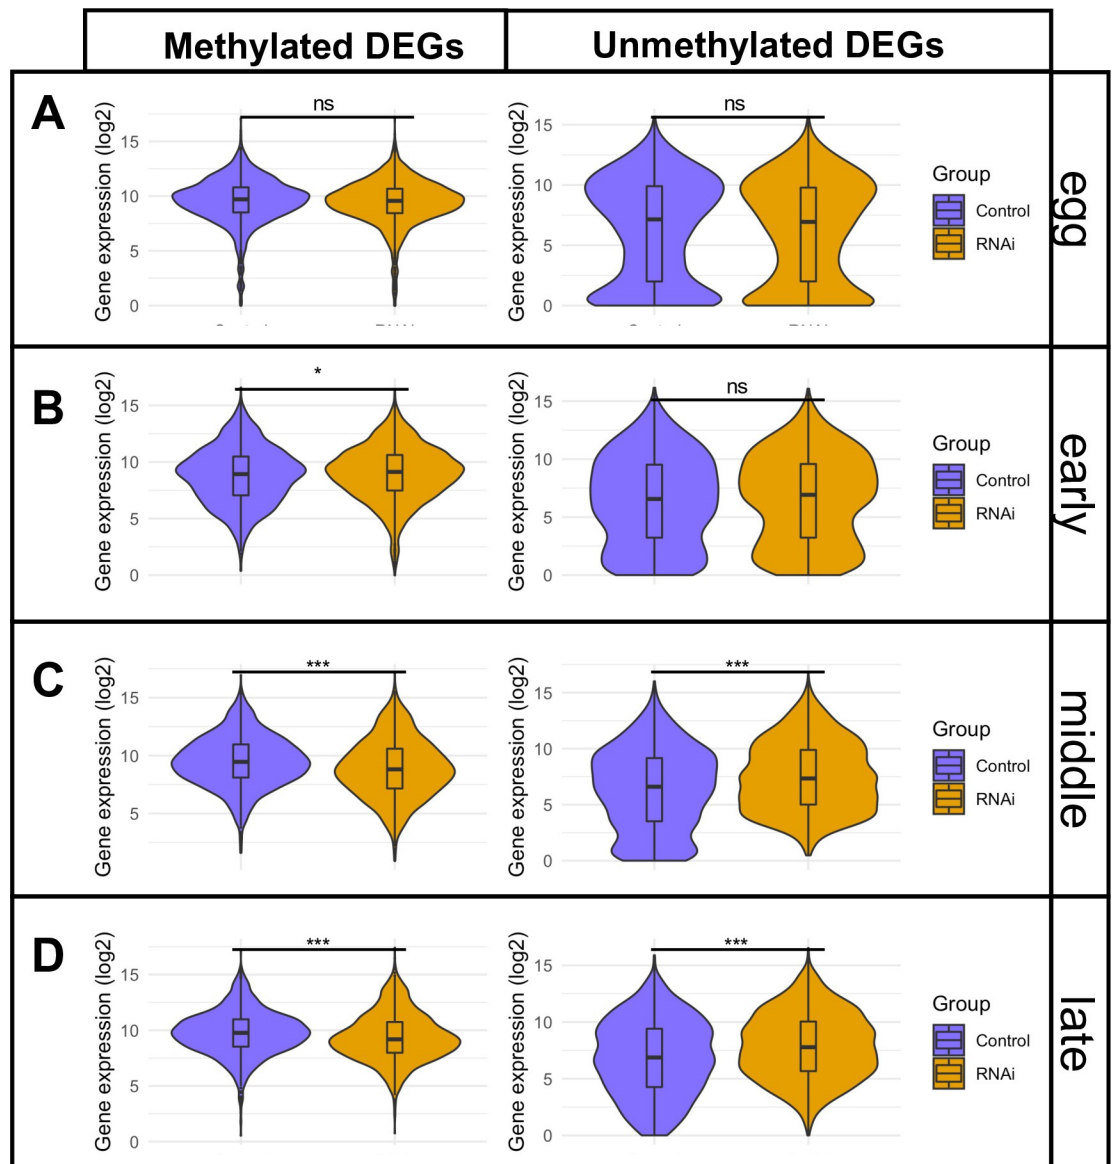 Methylated DEGs
Unmethylated DEGs
A
Gene expression (log2)
15
10
5
0
ns
Gene expression (log2)
15
10
5
0
ns
Group
Control
RNAi
egg
B
Gene expression (log2)
15
10
5
0
*
Gene expression (log2)
15
10
5
0
ns
Group
Control
RNAi
early
C
Gene expression (log2)
15
10
5
***
Gene expression (log2)
15
10
5
0
***
Group
Control
RNAi
middle
D
Gene expression (log2)
15
10
5
0
***
Gene expression (log2)
15
10
5
0
***
Group
Control
RNAi
late